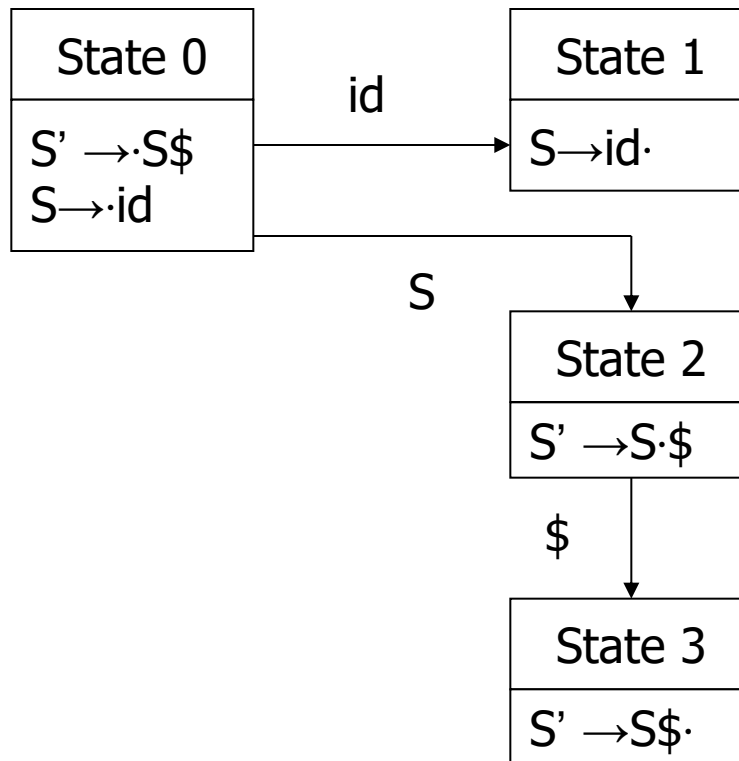 State 0
S’ →·S$
S→·id
id
State 1
S→id·
S
State 2
S’ →S·$
$
State 3
S’ →S$·